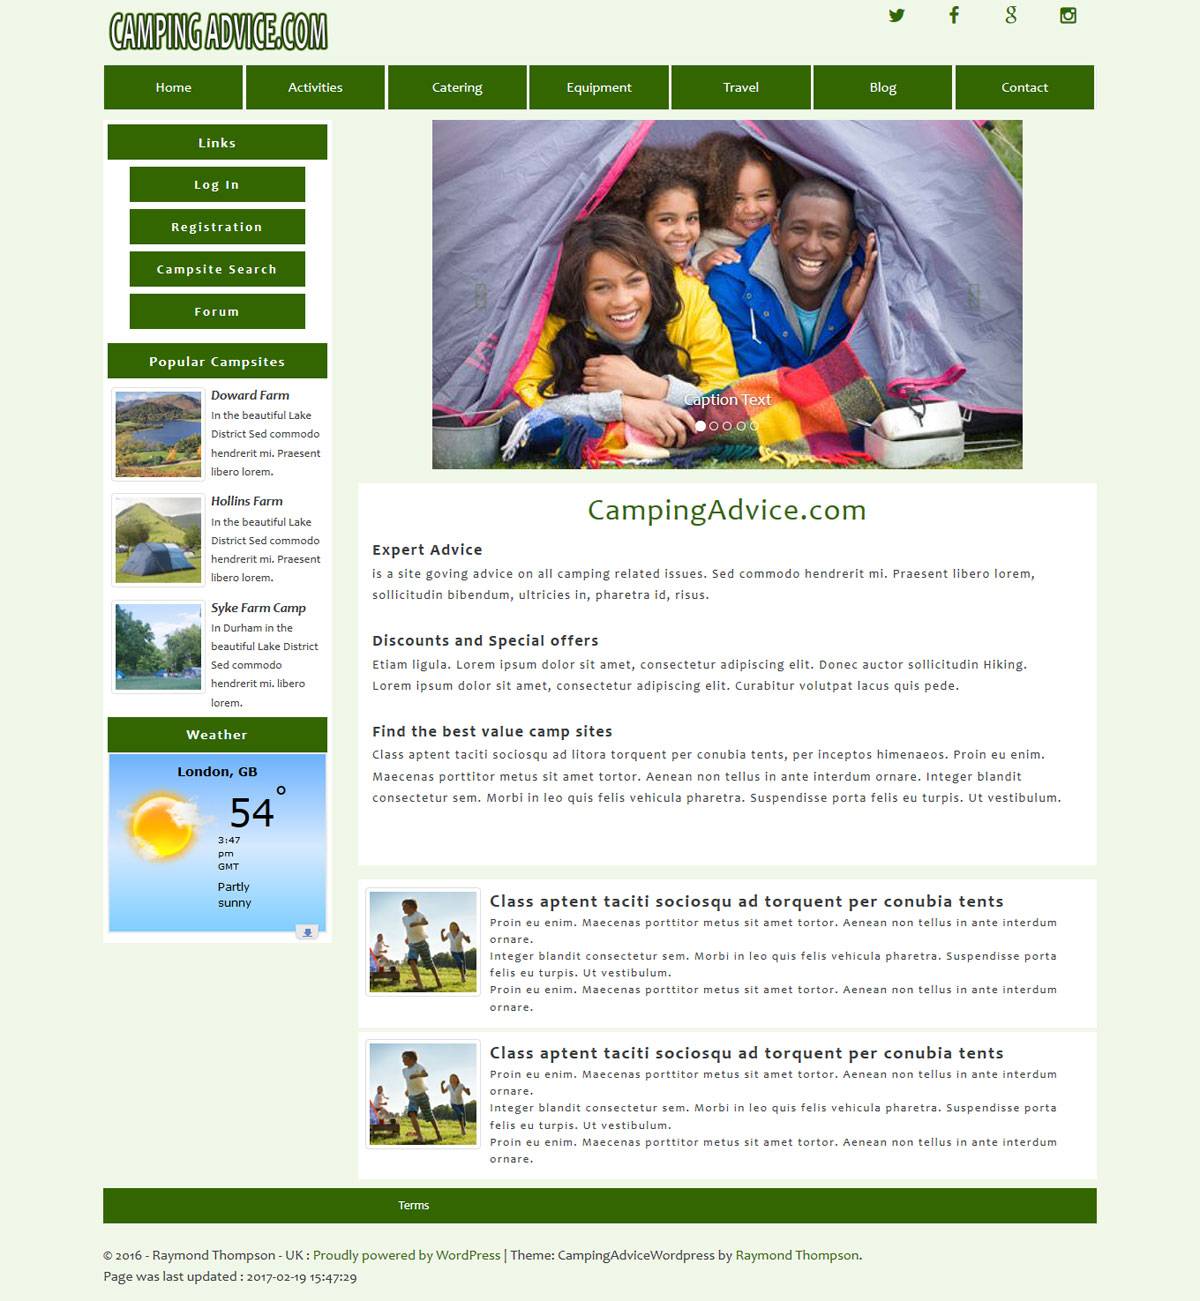 CAMPING ADVICE.COM
Home
Activities
Catering
Equipment
Travel
Blog
Contact
Links
Log In
Registration
Campsite Search
Forum
Popular Campsites
Doward Farm
In the beautiful Lake
District Sed commodo
hendrerit mi. Praesent
libero lorem.
Hollins Farm
In the beautiful Lake
District Sed commodo
hendrerit mi. Praesent
libero lorem.
Syke Farm Camp
In Durham in the
beautiful Lake District
Sed commodo
hendrerit mi. libero
lorem.
Weather
London, GB
54°
3:47
pm
GMT
Partly
sunny
Caption Text
CampingAdvice.com
Expert Advice
is a site goving advice on all camping related issues. Sed commodo hendrerit mi. Praesent libero lorem,
sollicitudin bibendum, ultricies in, pharetra id, risus.
Discounts and Special offers
Etiam ligula. Lorem ipsum dolor sit amet, consectetur adipiscing elit. Donec auctor sollicitudin Hiking.
Lorem ipsum dolor sit amet, consectetur adipiscing elit. Curabitur volutpat lacus quis pede.
Find the best value camp sites
Class aptent taciti sociosqu ad litora torquent per conubia tents, per inceptos himenaeos. Proin eu enim.
Maecenas porttitor metus sit amet tortor. Aenean non tellus in ante interdum ornare. Integer blandit
consectetur sem. Morbi in leo quis felis vehicula pharetra. Suspendisse porta felis eu turpis. Ut vestibulum.
Class aptent taciti sociosqu ad torquent per conubia tents
Proin eu enim. Maecenas porttitor metus sit amet tortor. Aenean non tellus in ante interdum
ornare.
Integer blandit consectetur sem. Morbi in leo quis felis vehicula pharetra. Suspendisse porta
felis eu turpis. Ut vestibulum.
Proin eu enim. Maecenas porttitor metus sit amet tortor. Aenean non tellus in ante interdum
ornare.
Class aptent taciti sociosqu ad torquent per conubia tents
Proin eu enim. Maecenas porttitor metus sit amet tortor. Aenean non tellus in ante interdum
ornare.
Integer blandit consectetur sem. Morbi in leo quis felis vehicula pharetra. Suspendisse porta
felis eu turpis. Ut vestibulum.
Proin eu enim. Maecenas porttitor metus sit amet tortor. Aenean non tellus in ante interdum
ornare.
Terms
© 2016 - Raymond Thompson - UK : Proudly powered by WordPress | Theme: CampingAdviceWordpress by Raymond Thompson.
Page was last updated : 2017-02-19 15:47:29